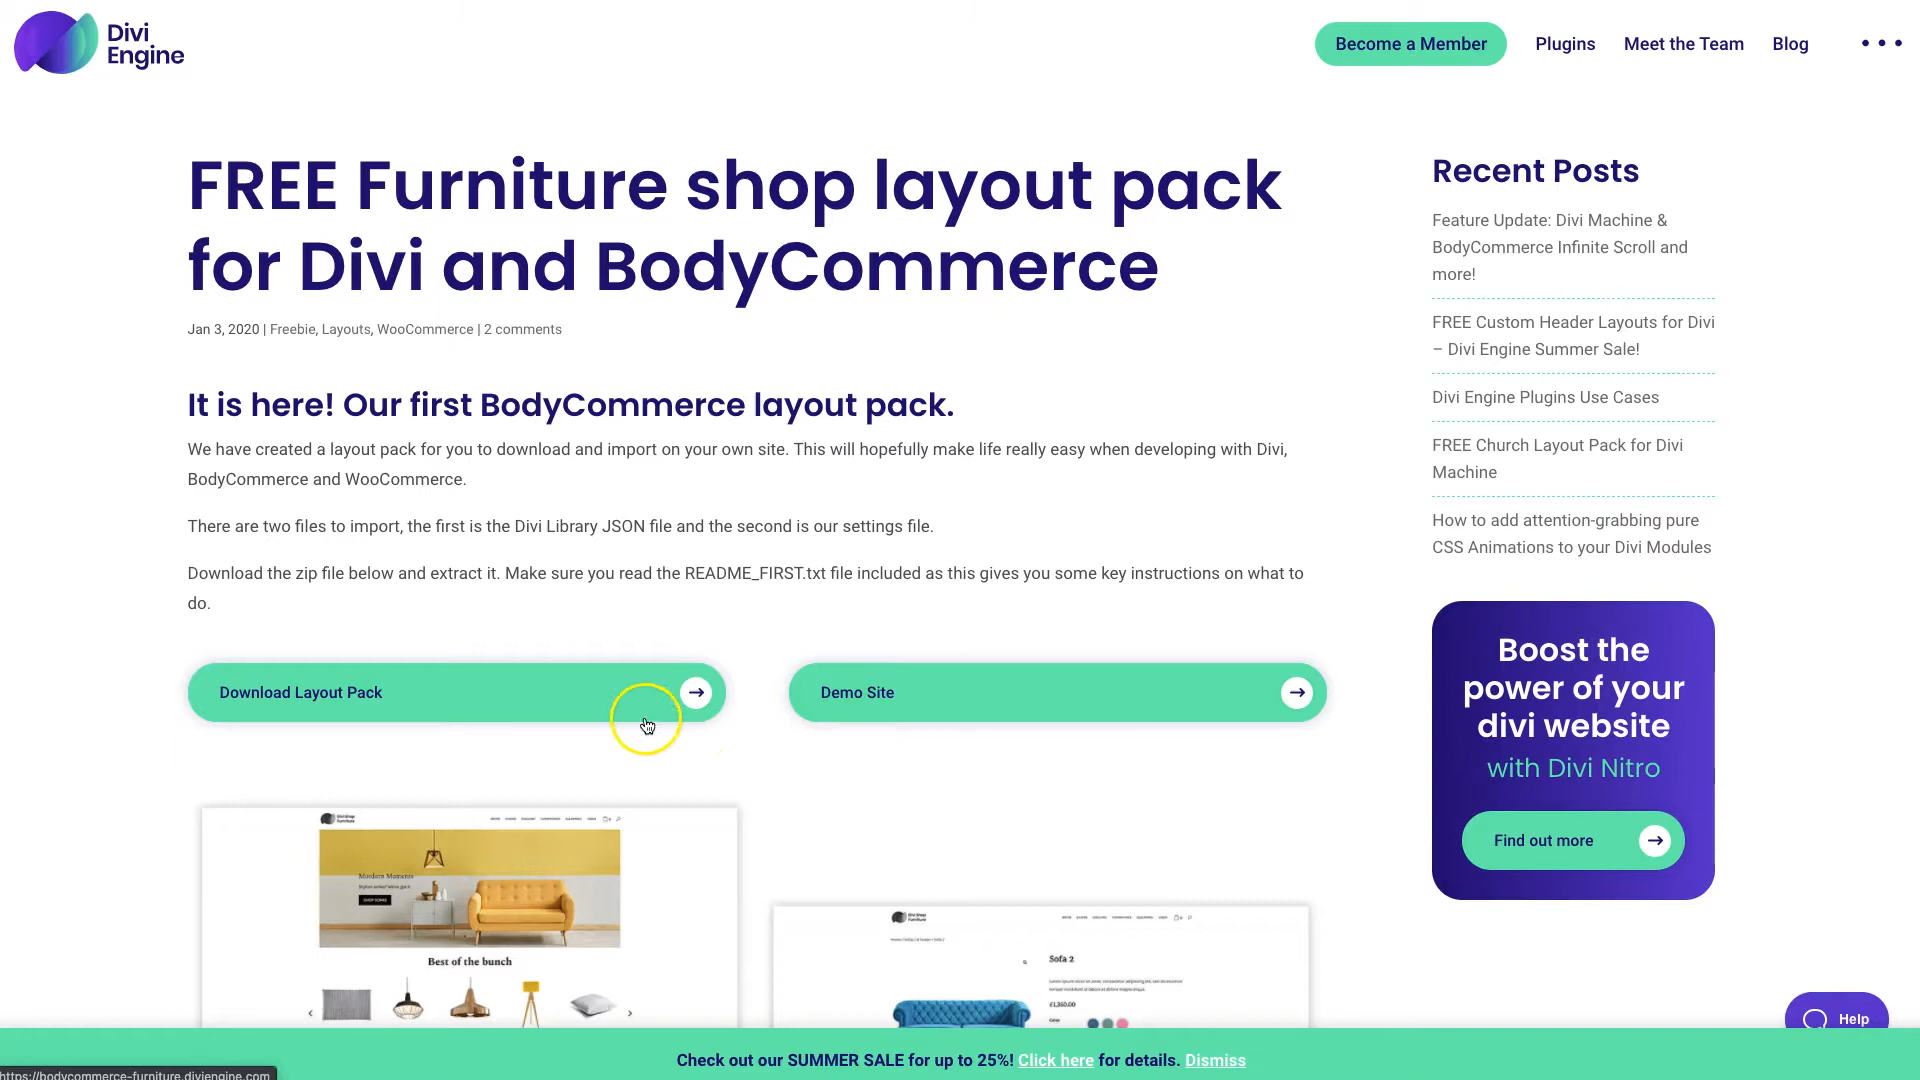 Divi
Engine
Become a Member
Plugins
Meet the Team
Blog
FREE Furniture shop layout pack
for Divi and BodyCommerce
Jan 3, 2020 | Freebie, Layouts, WooCommerce | 2 comments
It is here! Our first BodyCommerce layout pack.
We have created a layout pack for you to download and import on your own site. This will hopefully make life really easy when developing with Divi,
BodyCommerce and WooCommerce.
There are two files to import, the first is the Divi Library JSON file and the second is our settings file.
Download the zip file below and extract it. Make sure you read the README_FIRST.txt file included as this gives you some key instructions on what to
do.
Download Layout Pack
Demo Site
Divi Shop
Furniture
Mordern Moments
SHOP SOFAS
Best of the bunch
Divi Shop
Furniture
Sofa 2
£1,350.00
Color
Recent Posts
Feature Update: Divi Machine &
BodyCommerce Infinite Scroll and
more!
FREE Custom Header Layouts for Divi
– Divi Engine Summer Sale!
Divi Engine Plugins Use Cases
FREE Church Layout Pack for Divi
Machine
How to add attention-grabbing pure
CSS Animations to your Divi Modules
Boost the
power of your
divi website
with Divi Nitro
Find out more
Help
Check out our SUMMER SALE for up to 25%! Click here for details. Dismiss
https://bodycommerce-furniture.diviengine.com